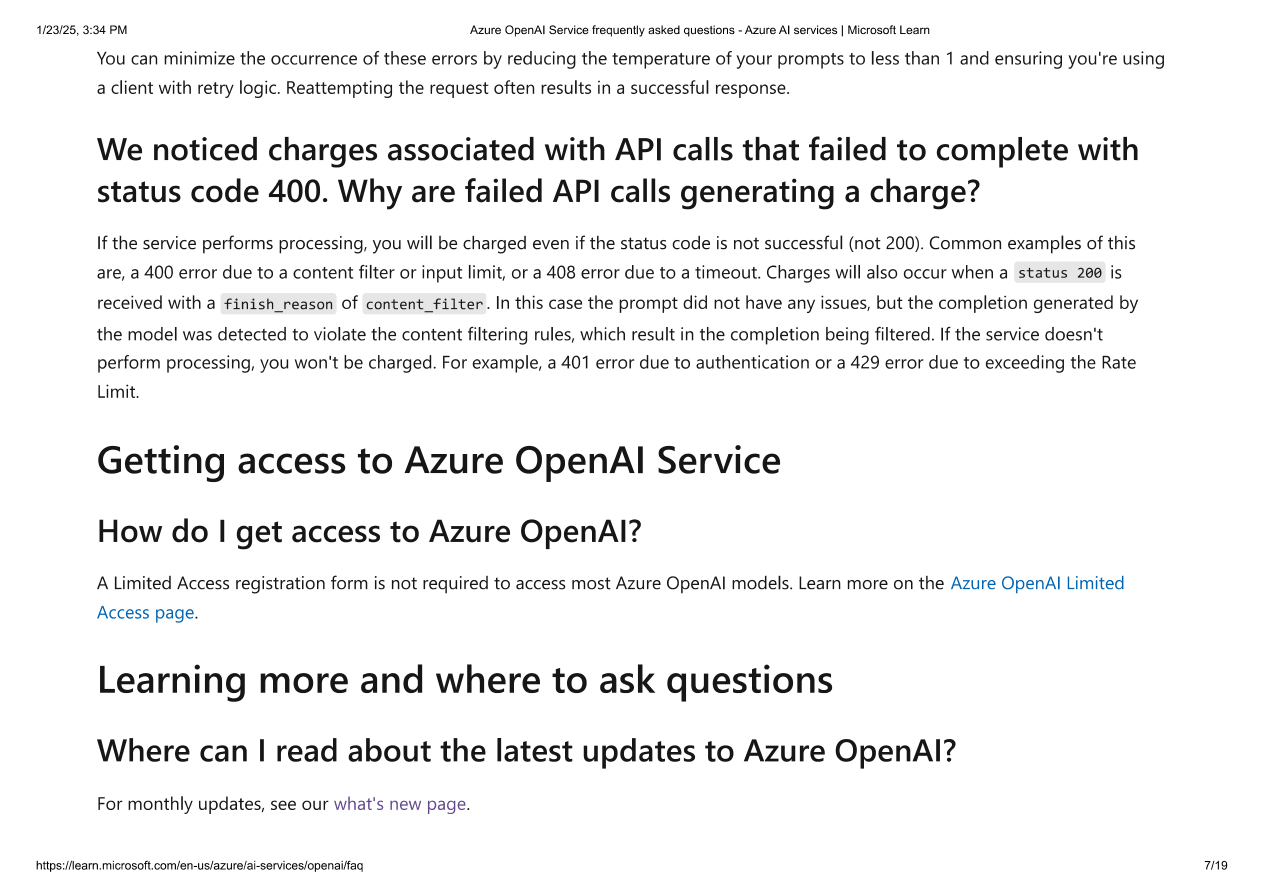 1/23/25, 3:34 PM
Azure OpenAI Service frequently asked questions - Azure AI services | Microsoft Learn
You can minimize the occurrence of these errors by reducing the temperature of your prompts to less than 1 and ensuring you're using
a client with retry logic. Reattempting the request often results in a successful response.
We noticed charges associated with API calls that failed to complete with
status code 400. Why are failed API calls generating a charge?
If the service performs processing, you will be charged even if the status code is not successful (not 200). Common examples of this
are, a 400 error due to a content filter or input limit, or a 408 error due to a timeout. Charges will also occur when a status 200 is
received with a finish_reason of content_filter. In this case the prompt did not have any issues, but the completion generated by
the model was detected to violate the content filtering rules, which result in the completion being filtered. If the service doesn't
perform processing, you won't be charged. For example, a 401 error due to authentication or a 429 error due to exceeding the Rate
Limit.
Getting access to Azure OpenAI Service
How do I get access to Azure OpenAI?
A Limited Access registration form is not required to access most Azure OpenAI models. Learn more on the Azure OpenAI Limited
Access page.
Learning more and where to ask questions
Where can I read about the latest updates to Azure OpenAI?
For monthly updates, see our what's new page.
https://learn.microsoft.com/en-us/azure/ai-services/openai/faq
7/19